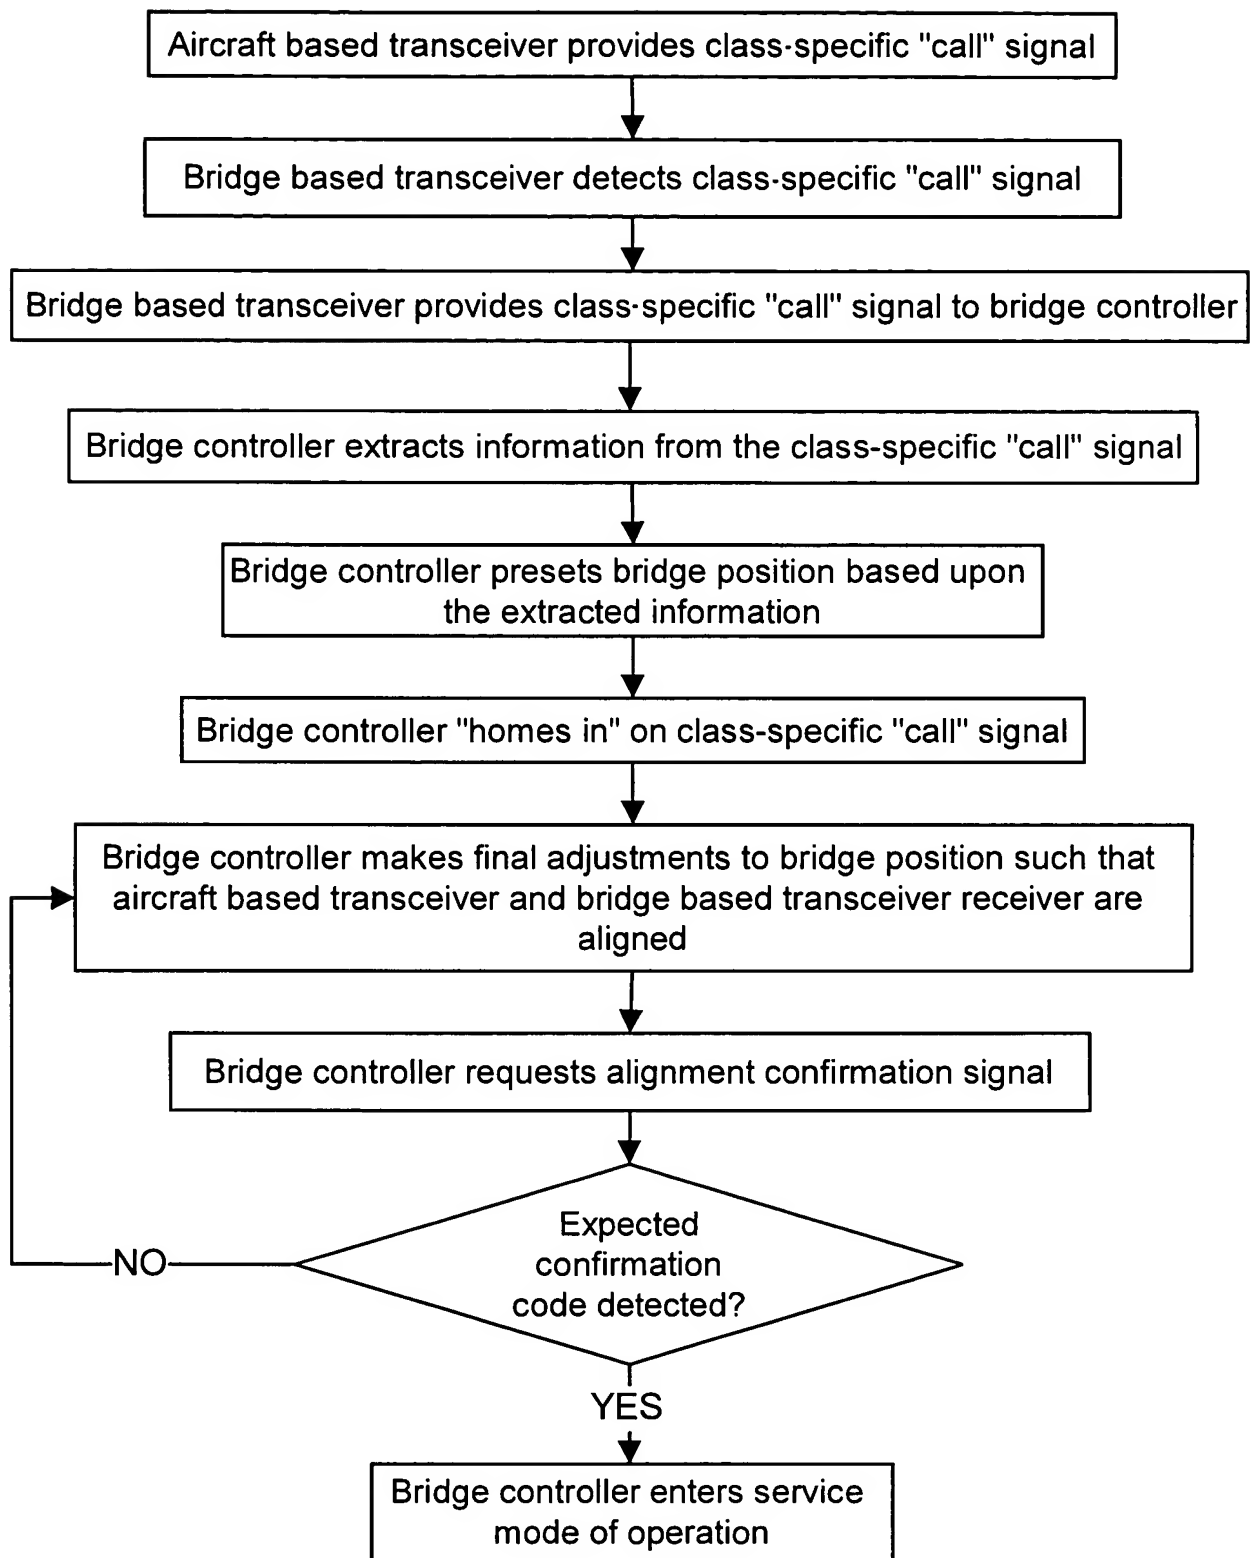 Aircraft based transceiver provides class-specific "call" signal
Bridge based transceiver detects class-specific "call" signal
Bridge based transceiver provides class-specific "call" signal to bridge controller
Bridge controller extracts information from the class-specific "call" signal
Bridge controller presets bridge position based upon
the extracted information
Bridge controller "homes in" on class-specific "call" signal
Bridge controller makes final adjustments to bridge position such that
aircraft based transceiver and bridge based transceiver receiver are
aligned
Bridge controller requests alignment confirmation signal
Expected
confirmation
code detected?
NO
YES
Bridge controller enters service
mode of operation